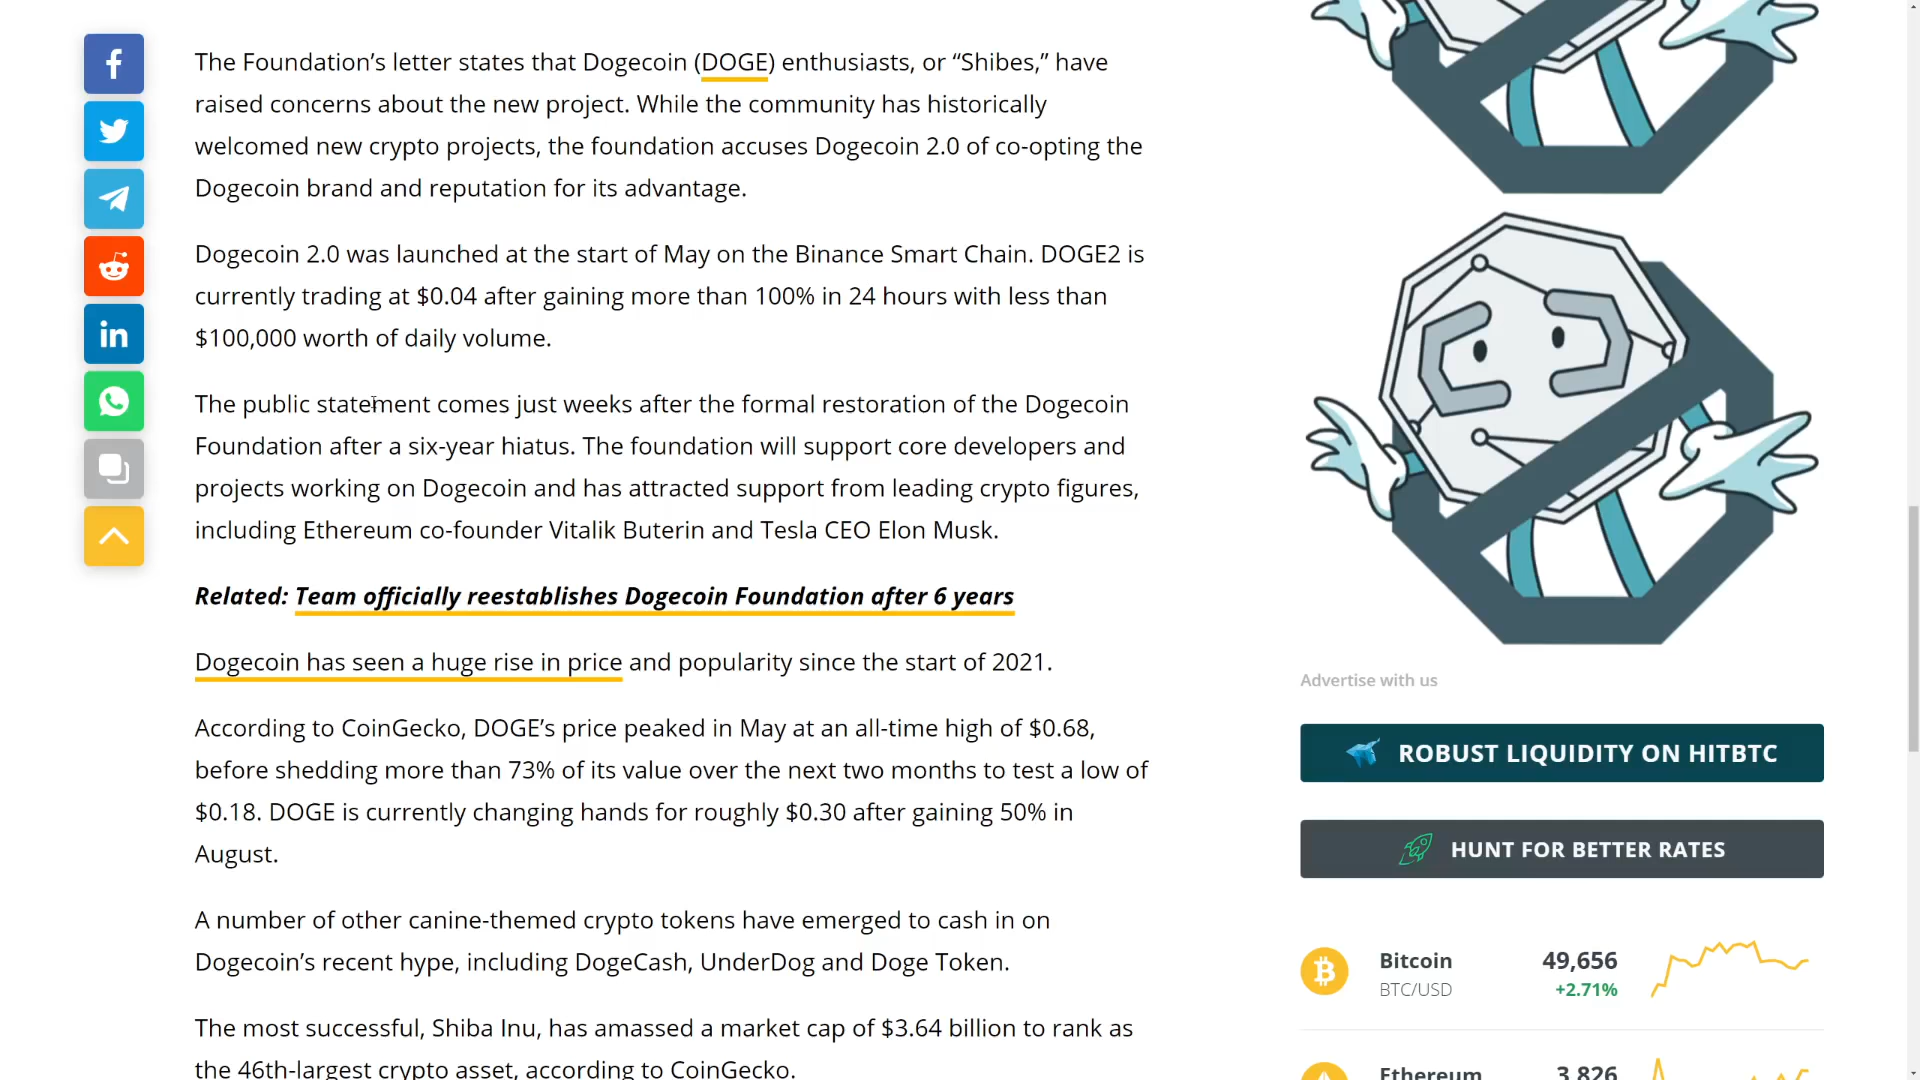 The Foundation’s letter states that Dogecoin (DOGE) enthusiasts, or “Shibes,” have
raised concerns about the new project. While the community has historically
welcomed new crypto projects, the foundation accuses Dogecoin 2.0 of co-opting the
Dogecoin brand and reputation for its advantage.
Dogecoin 2.0 was launched at the start of May on the Binance Smart Chain. DOGE2 is
currently trading at $0.04 after gaining more than 100% in 24 hours with less than
$100,000 worth of daily volume.
The public statement comes just weeks after the formal restoration of the Dogecoin
Foundation after a six-year hiatus. The foundation will support core developers and
projects working on Dogecoin and has attracted support from leading crypto figures,
including Ethereum co-founder Vitalik Buterin and Tesla CEO Elon Musk.
Related: Team officially reestablishes Dogecoin Foundation after 6 years
Dogecoin has seen a huge rise in price and popularity since the start of 2021.
According to CoinGecko, DOGE’s price peaked in May at an all-time high of $0.68,
before shedding more than 73% of its value over the next two months to test a low of
$0.18. DOGE is currently changing hands for roughly $0.30 after gaining 50% in
August.
A number of other canine-themed crypto tokens have emerged to cash in on
Dogecoin’s recent hype, including DogeCash, UnderDog and Doge Token.
The most successful, Shiba Inu, has amassed a market cap of $3.64 billion to rank as
the 46th-largest crypto asset, according to CoinGecko.
Advertise with us
ROBUST LIQUIDITY ON HITBTC
HUNT FOR BETTER RATES
Bitcoin 49,656
BTC/USD +2.71%
Ethereum 3,826